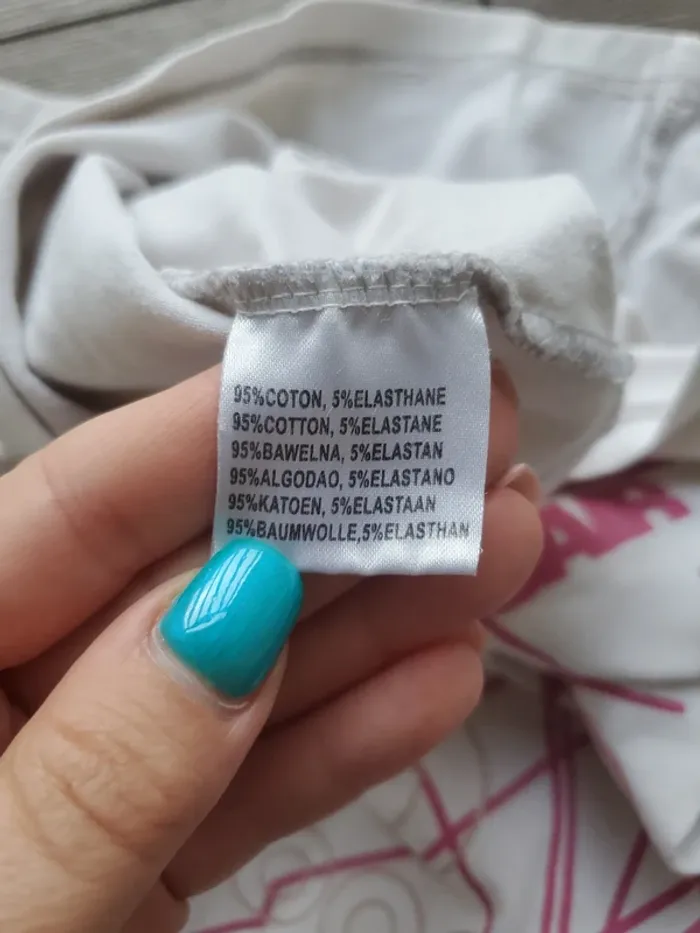 95%COTON, 5%ELASTHANE
95%COTTON, 5%ELASTANE
95%BAWELNA, 5%ELASTAN
95%ALGODAO, 5%ELASTANO
95%KATOEN, 5%ELASTAAN
95%BAUMWOLLE,5%ELASTHAN